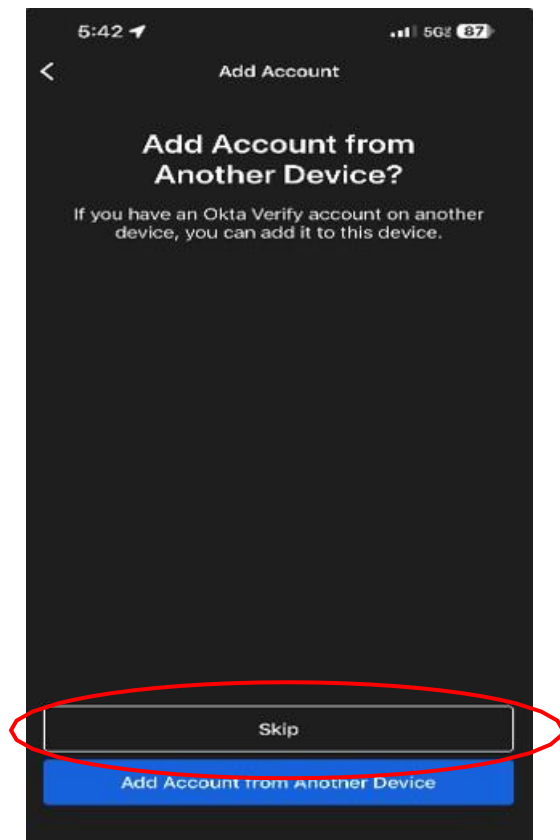 5:42 5G 87
Add Account
Add Account from
Another Device?
If you have an Okta Verify account on another
device, you can add it to this device.
Skip
Add Account from Another Device